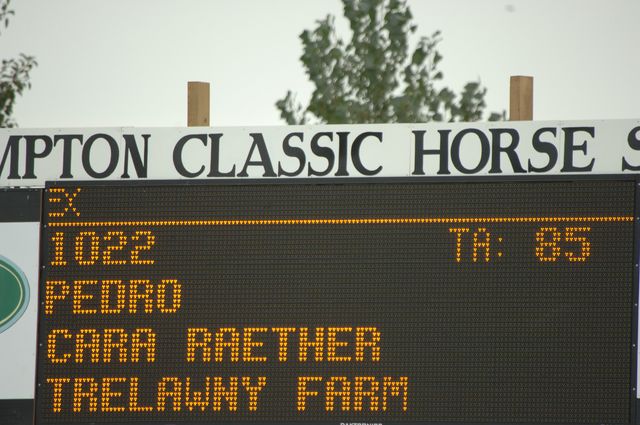 MPTON CLASSIC HORSE S
EX
1022 TA: 85
PEDRO
CARA RAETHER
TRELAWNY FARM